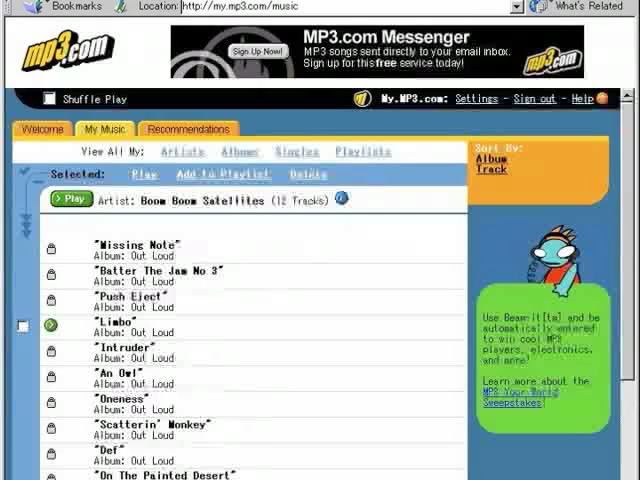 Bookmarks Location: http://my.mp3.com/music What's Related
mp3.com
MP3.com Messenger
Sign Up Now!
MP3 songs sent directly to your email inbox.
Sign up for this free service today!
mp3.com
Shuffle Play
My.MP3.com: Settings - Sign out - Help
Welcome My Music Recommendations
View All My: Artists Albums Singles Playlists
Sort By:
Album
Track
Selected: Play Add to Playlist Delete
Play Artist: Boom Boom Satellites (12 Tracks)
"Missing Note"
Album: Out Loud
"Batter The Jam No 3"
Album: Out Loud
"Push Eject"
Album: Out Loud
"Limbo"
Album: Out Loud
"Intruder"
Album: Out Loud
"An Owl"
Album: Out Loud
"Oneness"
Album: Out Loud
"Scatterin' Monkey"
Album: Out Loud
"Def"
Album: Out Loud
"On The Painted Desert"
Use Beam-It[tm] and be
automatically entered
to win cool MP3
players, electronics,
and more!
Learn more about the
MP3 Your World
Sweepstakes!